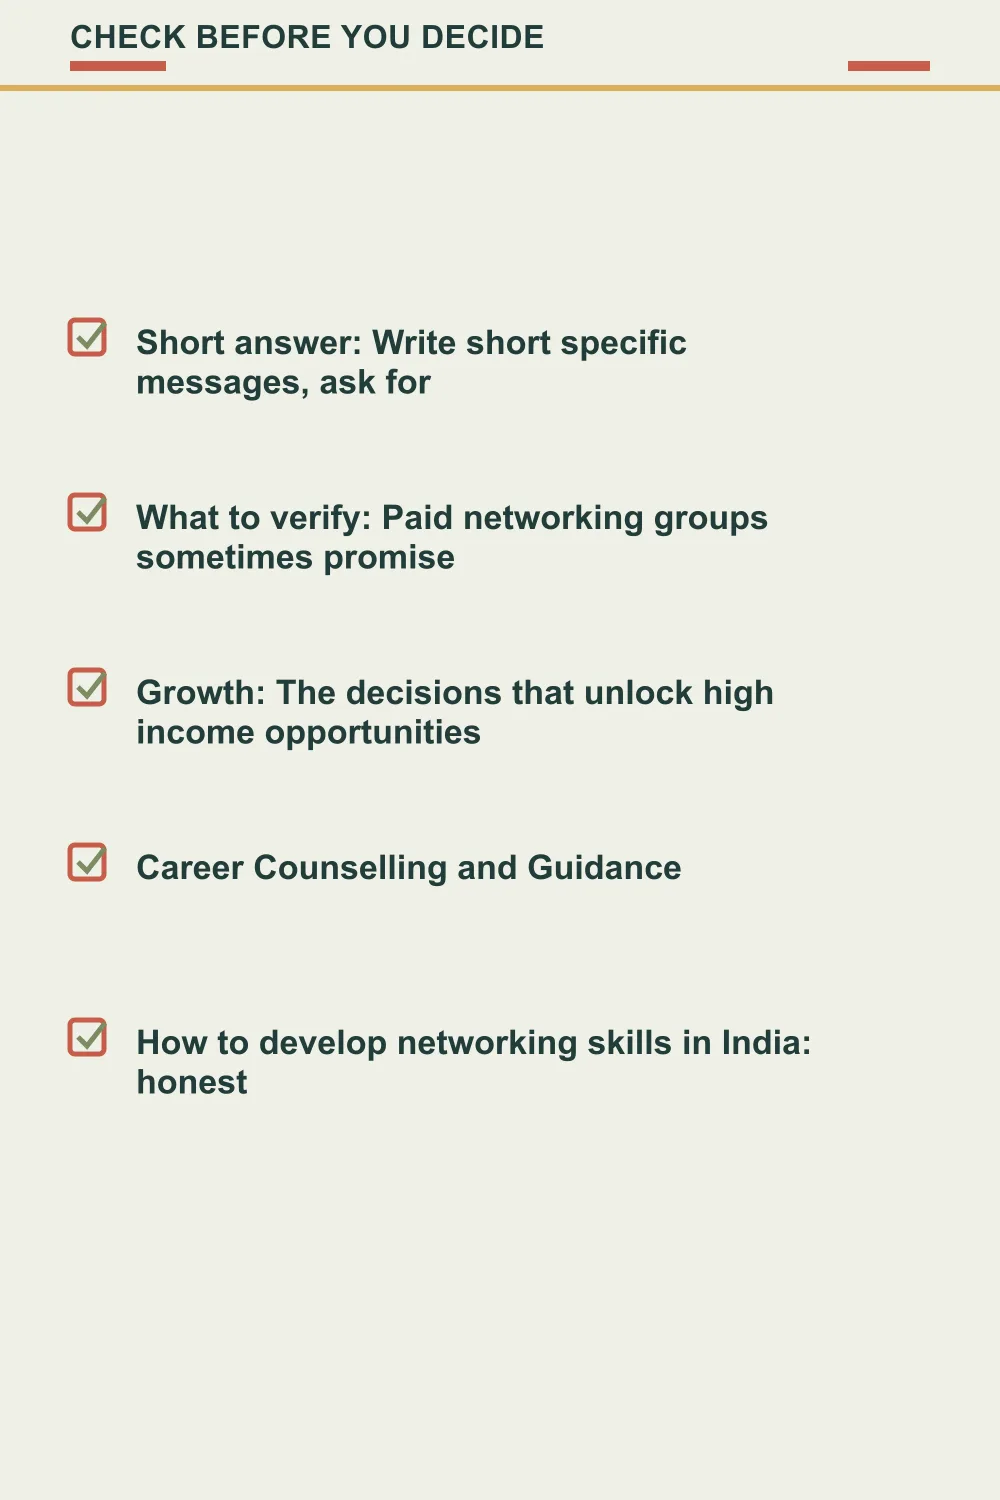 CHECK BEFORE YOU DECIDE
Short answer: Write short specific
messages, ask for
What to verify: Paid networking groups
sometimes promise
Growth: The decisions that unlock high
income opportunities
Career Counselling and Guidance
How to develop networking skills in India:
honest